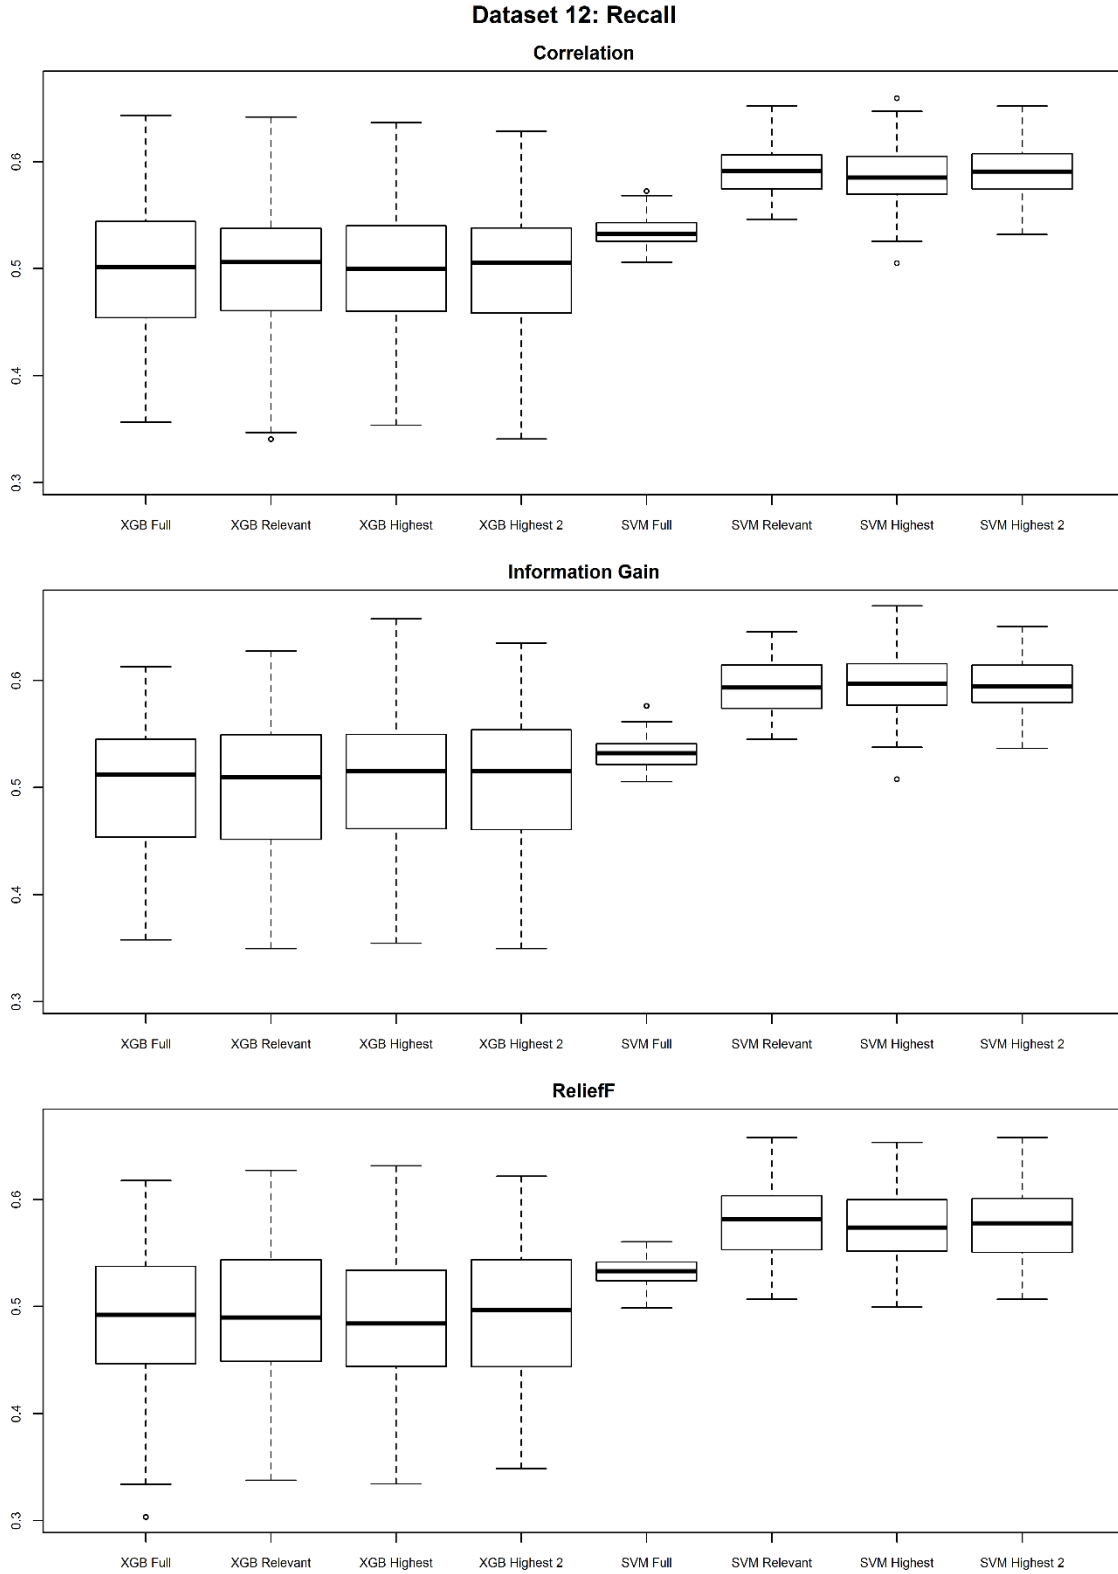 Dataset 12: Recall
Correlation
0.6
0.5
0.4
0.3
XGB Full XGB Relevant XGB Highest XGB Highest 2 SVM Full SVM Relevant SVM Highest SVM Highest 2
Information Gain
0.6
0.5
0.4
0.3
XGB Full XGB Relevant XGB Highest XGB Highest 2 SVM Full SVM Relevant SVM Highest SVM Highest 2
ReliefF
0.6
0.5
0.4
0.3
XGB Full XGB Relevant XGB Highest XGB Highest 2 SVM Full SVM Relevant SVM Highest SVM Highest 2